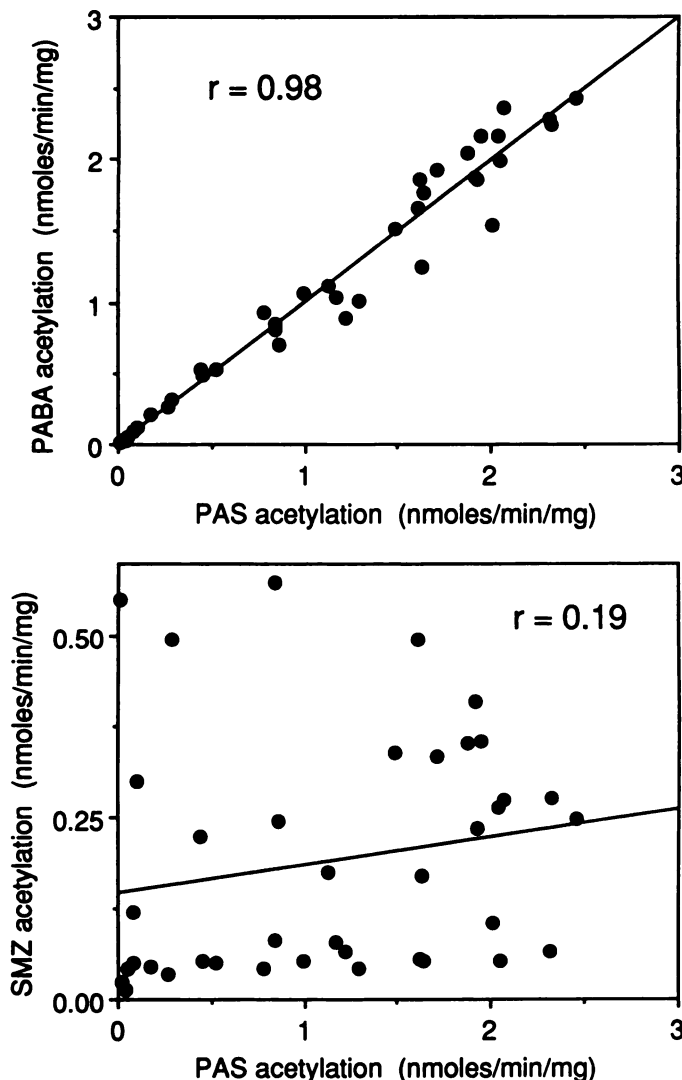 3
r = 0.98
2
1
0
PABA acetylation (nmoles/min/mg)
0 1 2 3
PAS acetylation (nmoles/min/mg)
r = 0.19
0.50
0.25
0.00
SMZ acetylation (nmoles/min/mg)
0 1 2 3
PAS acetylation (nmoles/min/mg)